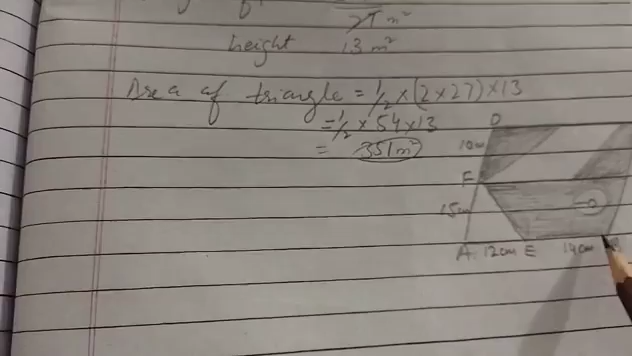 27 m²
height 13 m²
Area of triangle = 1/2 × (2×27) × 13
= 1/2 × 54 × 13
= 351 m²
D
10cm
F
15cm
A 12cm E 14cm